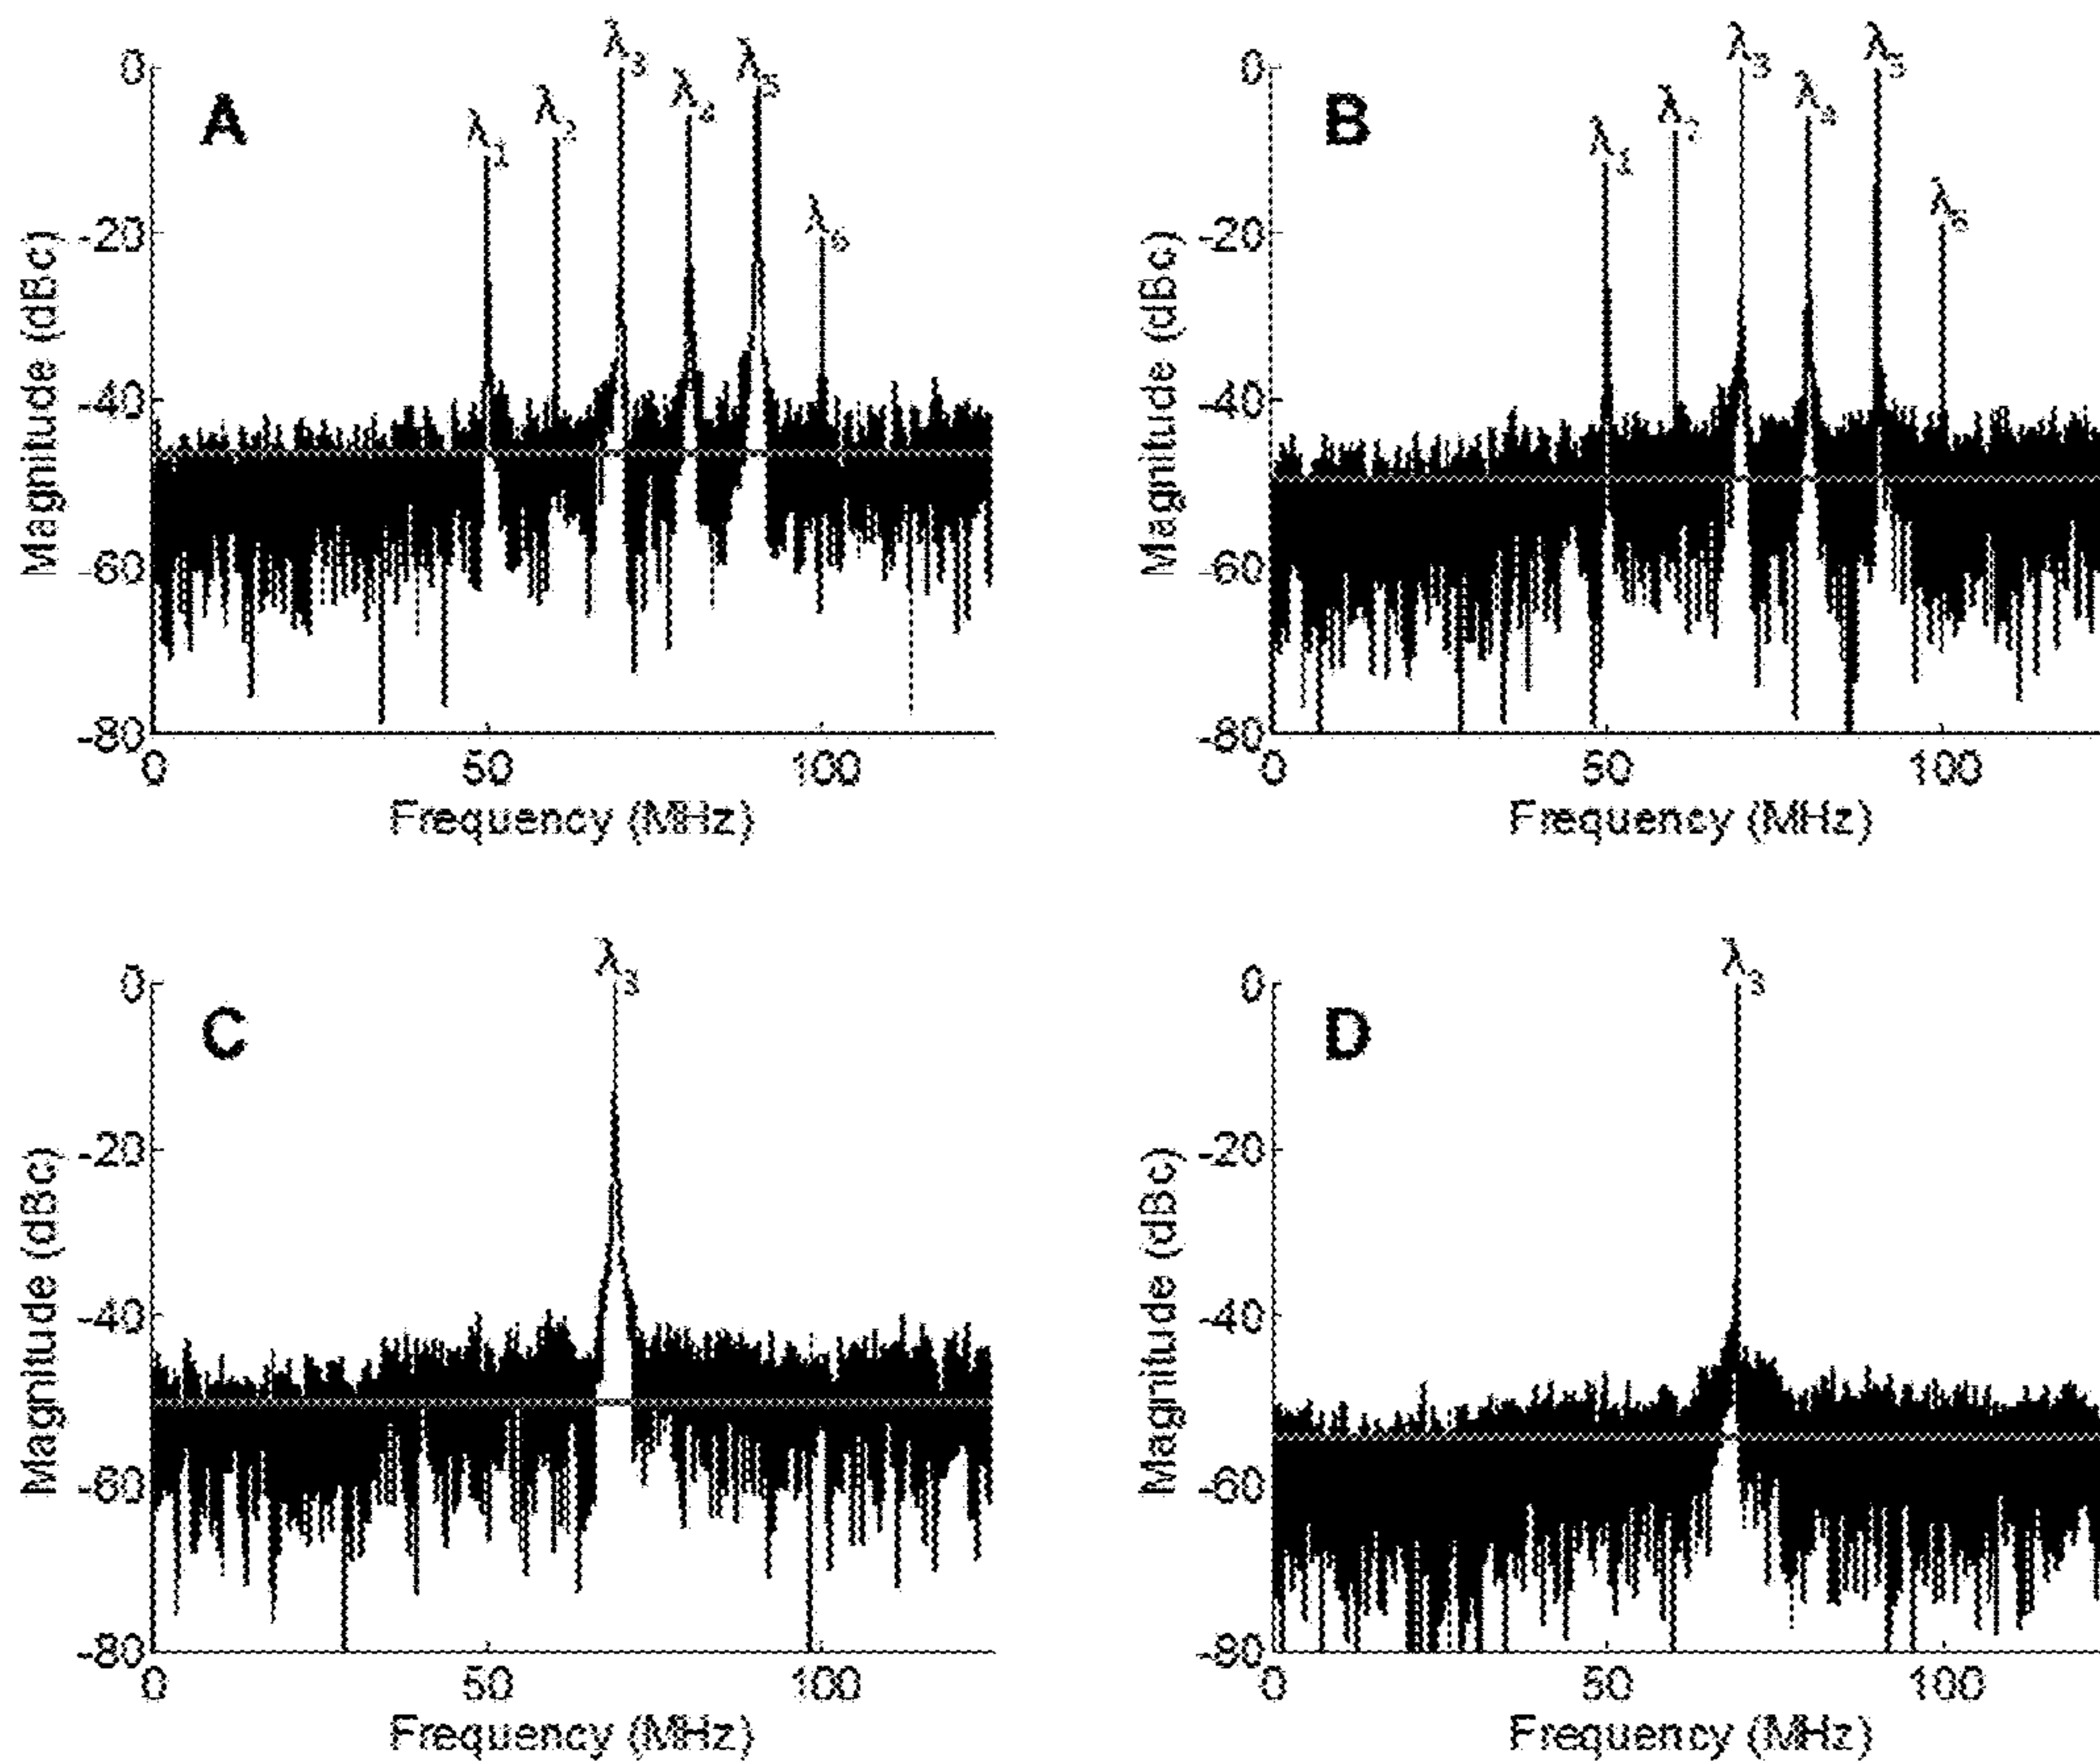 A
λ1
λ2
λ3
λ4
λ5
λ6
Magnitude (dBc)
0
-20
-40
-60
-80
0
50
100
Frequency (MHz)
B
λ1
λ2
λ3
λ4
λ5
λ6
Magnitude (dBc)
0
-20
-40
-60
-80
0
50
100
Frequency (MHz)
C
λ3
Magnitude (dBc)
0
-20
-40
-60
-80
0
50
100
Frequency (MHz)
D
λ3
Magnitude (dBc)
0
-20
-40
-60
-80
0
50
100
Frequency (MHz)